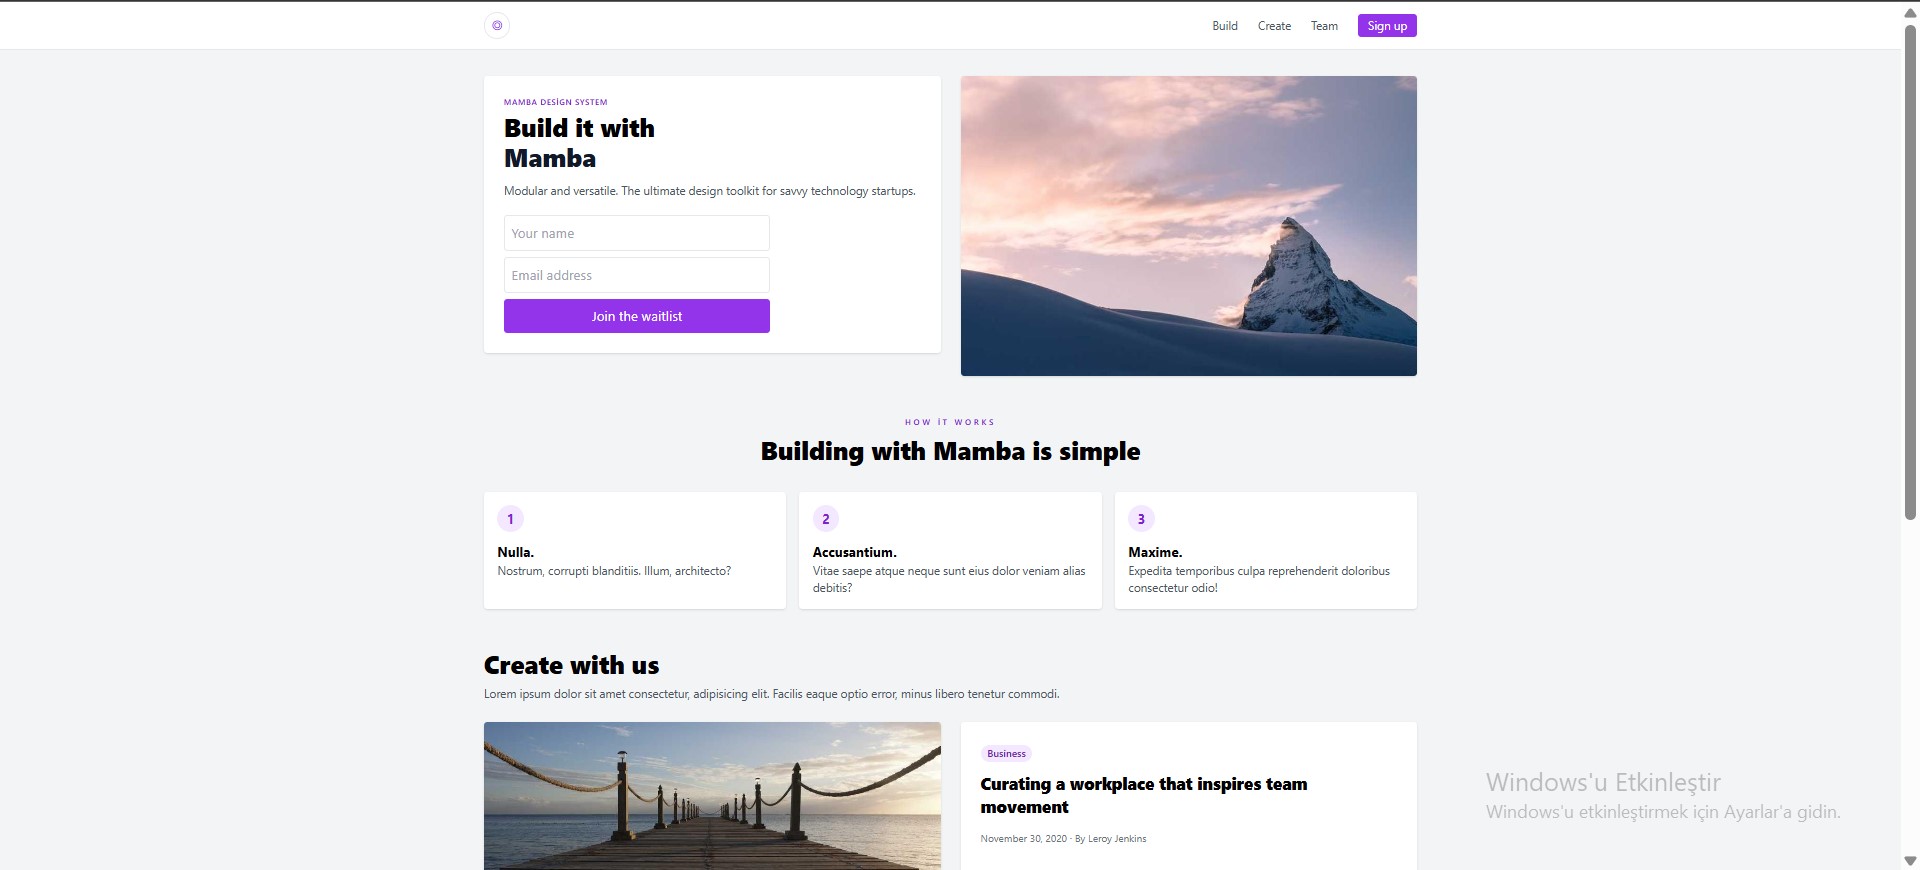 Build Create Team Sign up
MAMBA DESİGN SYSTEM
Build it with
Mamba
Modular and versatile. The ultimate design toolkit for savvy technology startups.
Your name
Email address
Join the waitlist
HOW İT WORKS
Building with Mamba is simple
1
Nulla.
Nostrum, corrupti blanditiis. Illum, architecto?
2
Accusantium.
Vitae saepe atque neque sunt eius dolor veniam alias
debitis?
3
Maxime.
Expedita temporibus culpa reprehenderit doloribus
consectetur odio!
Create with us
Lorem ipsum dolor sit amet consectetur, adipisicing elit. Facilis eaque optio error, minus libero tenetur commodi.
Business
Curating a workplace that inspires team
movement
November 30, 2020 · By Leroy Jenkins
Windows'u Etkinleştir
Windows'u etkinleştirmek için Ayarlar'a gidin.